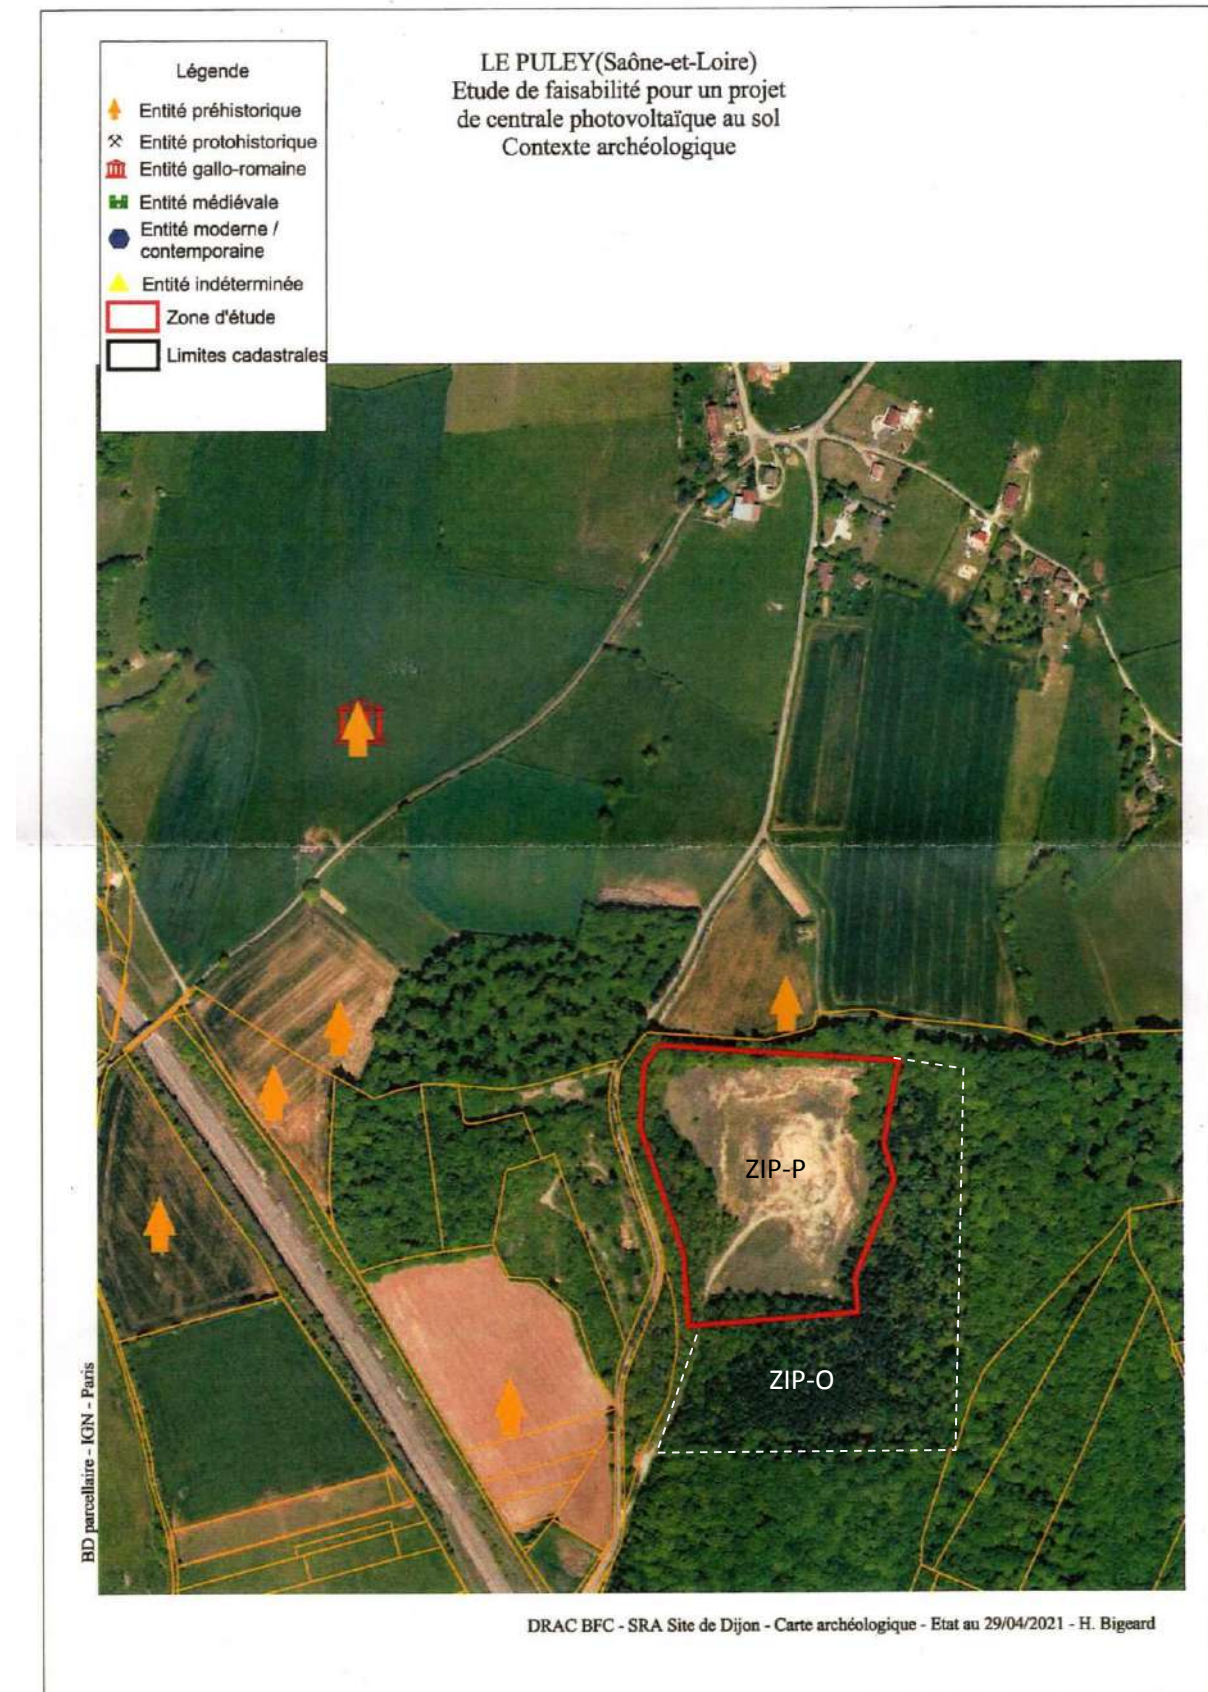 LE PULEY(Saône-et-Loire)
Etude de faisabilité pour un projet
de centrale photovoltaïque au sol
Contexte archéologique
Légende
Entité préhistorique
Entité protohistorique
Entité gallo-romaine
Entité médiévale
Entité moderne /
contemporaine
Entité indéterminée
Zone d'étude
Limites cadastrales
ZIP-P
ZIP-O
BD parcellaire - IGN - Paris
DRAC BFC - SRA Site de Dijon - Carte archéologique - Etat au 29/04/2021 - H. Bigeard